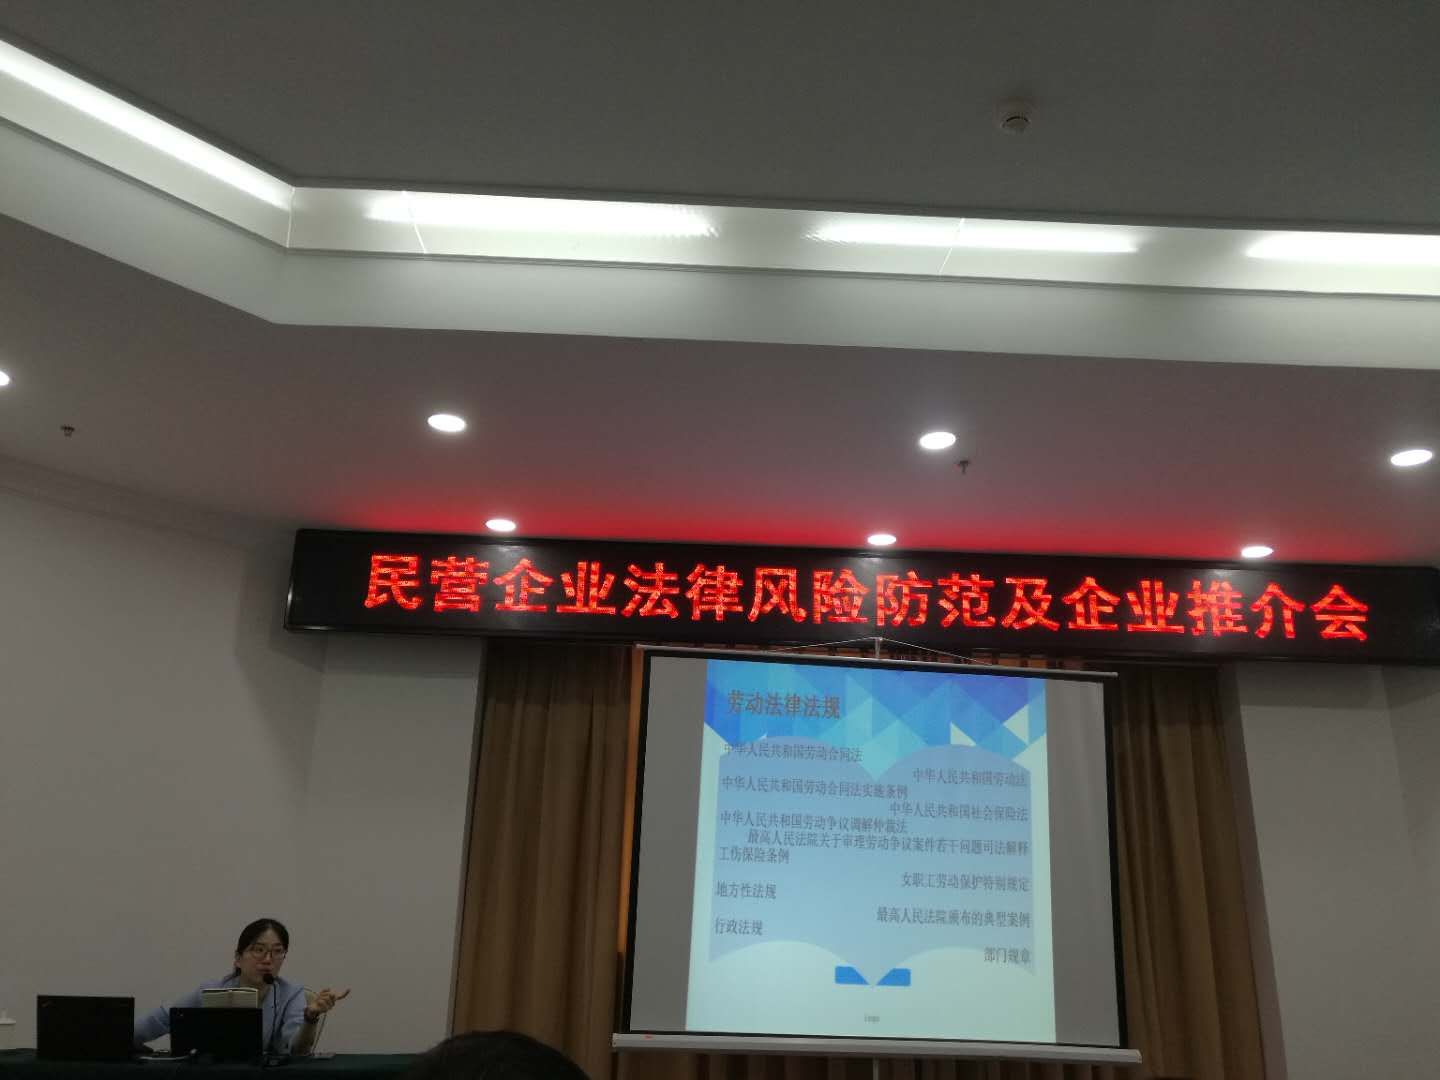 民营企业法律风险防范及企业推介会
劳动法律法规
中华人民共和国劳动合同法
中华人民共和国劳动法
中华人民共和国劳动合同法实施条例
中华人民共和国社会保险法
中华人民共和国劳动争议调解仲裁法
最高人民法院关于审理劳动争议案件若干问题司法解释
工伤保险条例
女职工劳动保护特别规定
地方性法规
最高人民法院颁布的典型案例
行政法规
部门规章
Logo